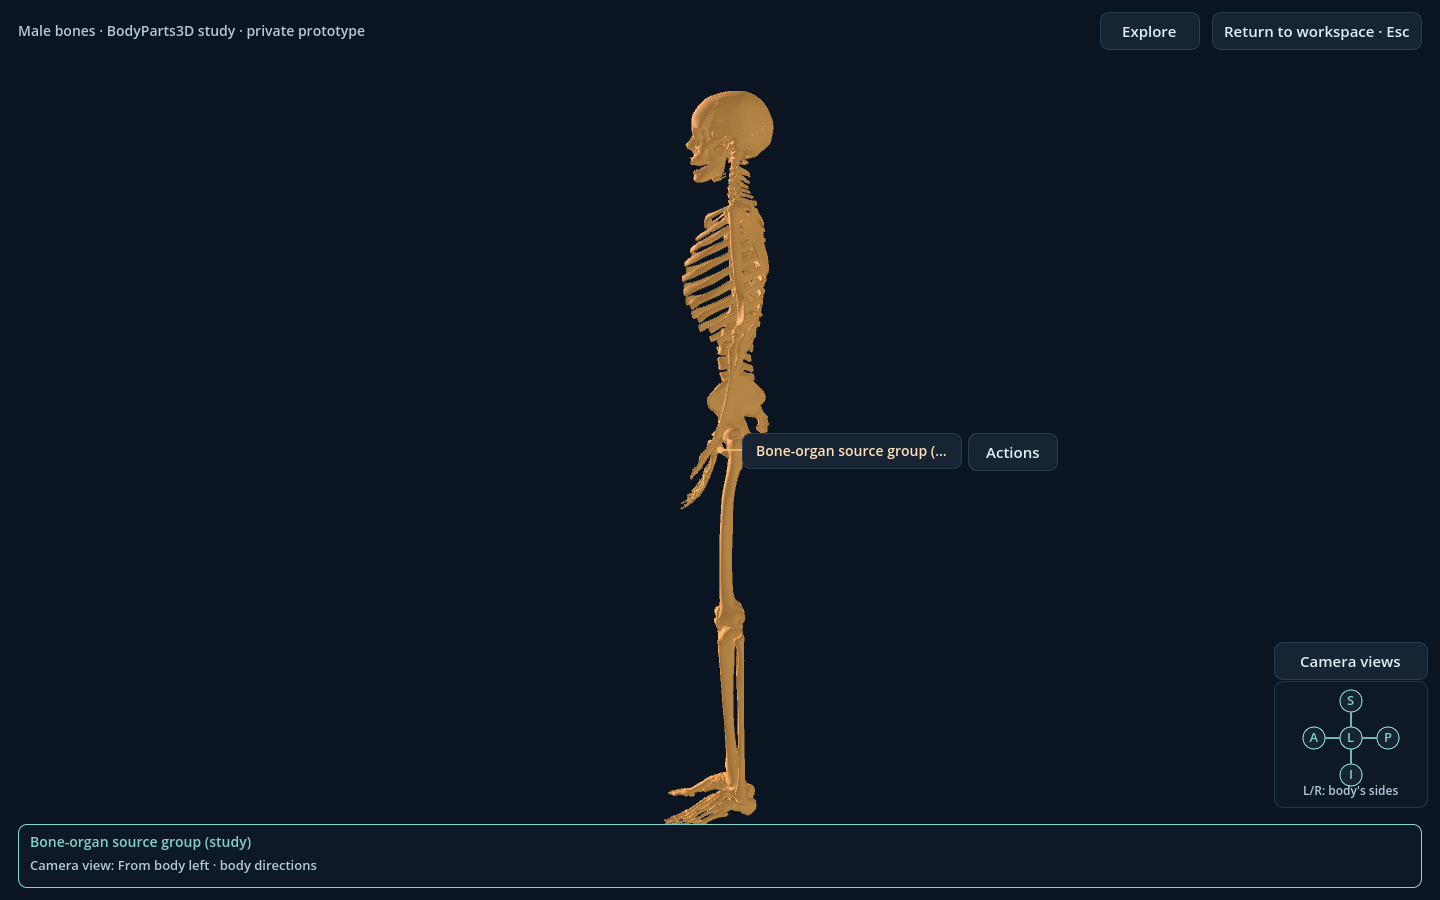 Male bones · BodyParts3D study · private prototype
Explore
Return to workspace · Esc
Bone-organ source group (...
Actions
Camera views
S
A L P
I
L/R: body's sides
Bone-organ source group (study)
Camera view: From body left · body directions